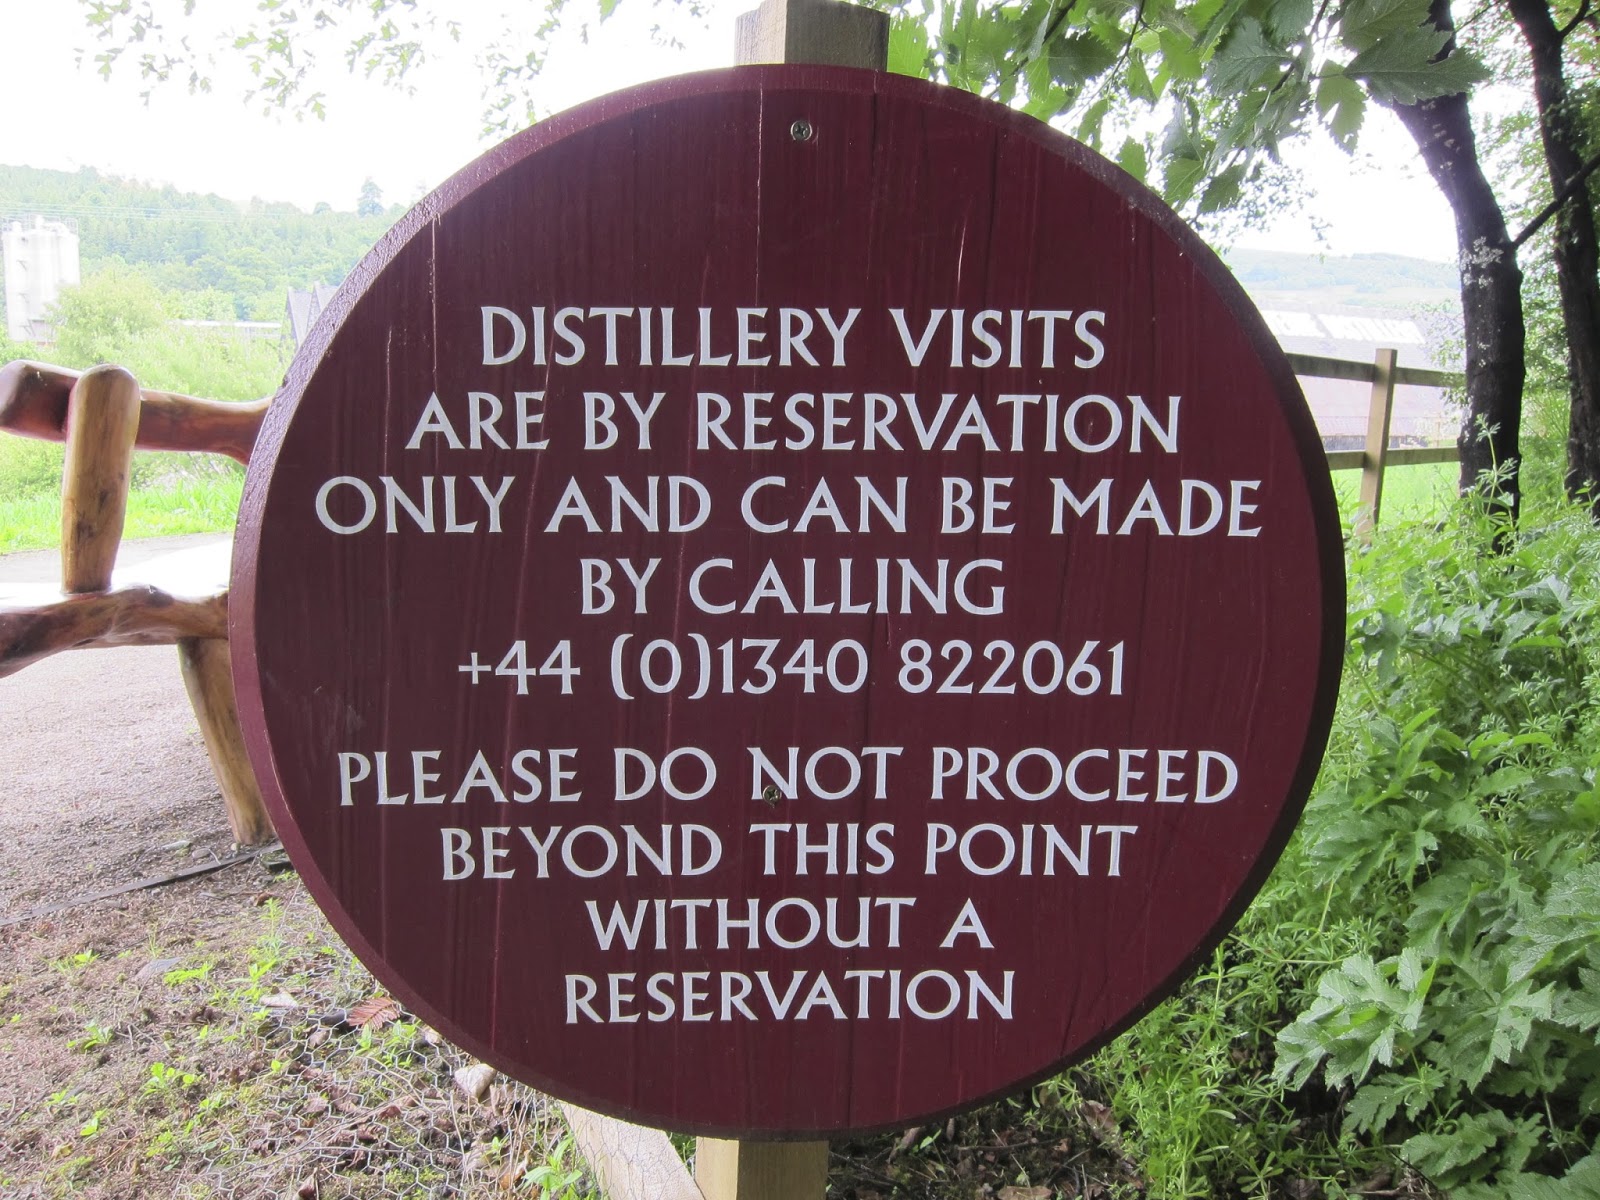 DISTILLERY VISITS
ARE BY RESERVATION
ONLY AND CAN BE MADE
BY CALLING
+44 (0)1340 822061
PLEASE DO NOT PROCEED
BEYOND THIS POINT
WITHOUT A
RESERVATION